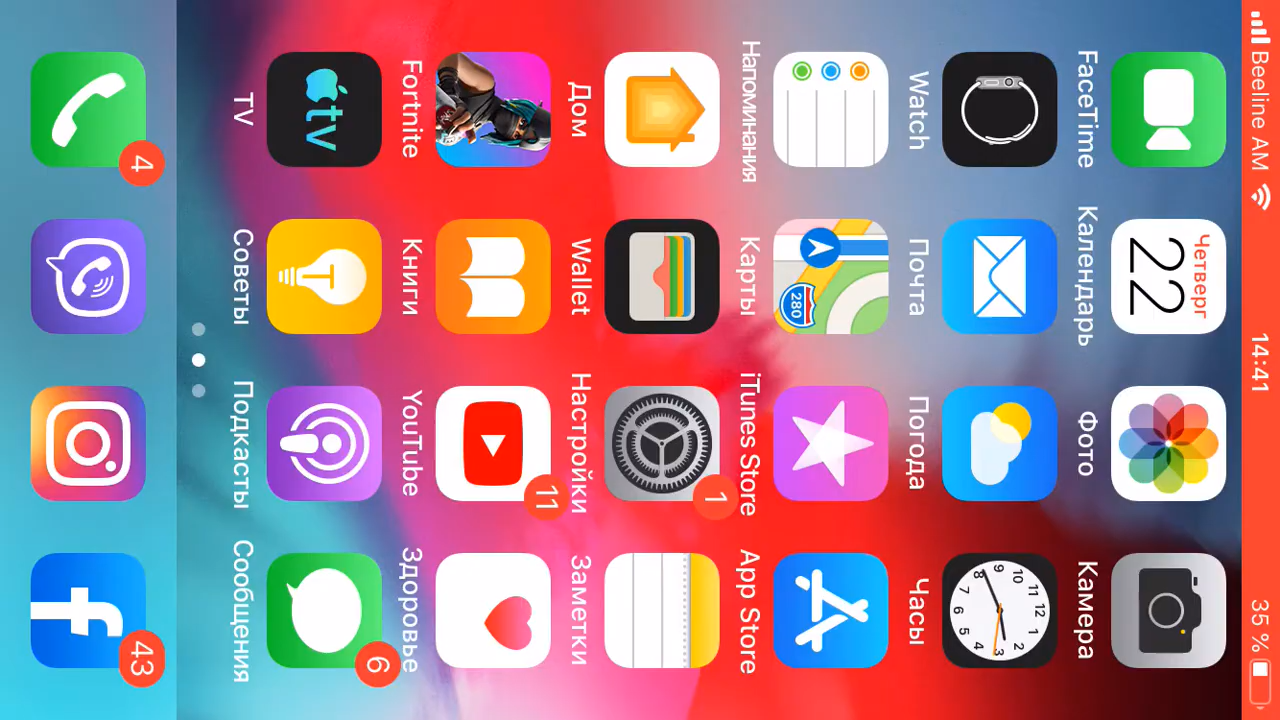 Beeline AM 14:41 35 %
Четверг
22
12 1 2 3 4 5 6 7 8 9 10 11
FaceTime Календарь Фото Камера
280
Watch Почта Погода Часы
Напоминания Карты iTunes Store App Store
1
Дом Wallet Настройки Заметки
11
Fortnite Книги YouTube Здоровье
tv
6
TV Советы Подкасты Сообщения
4 43